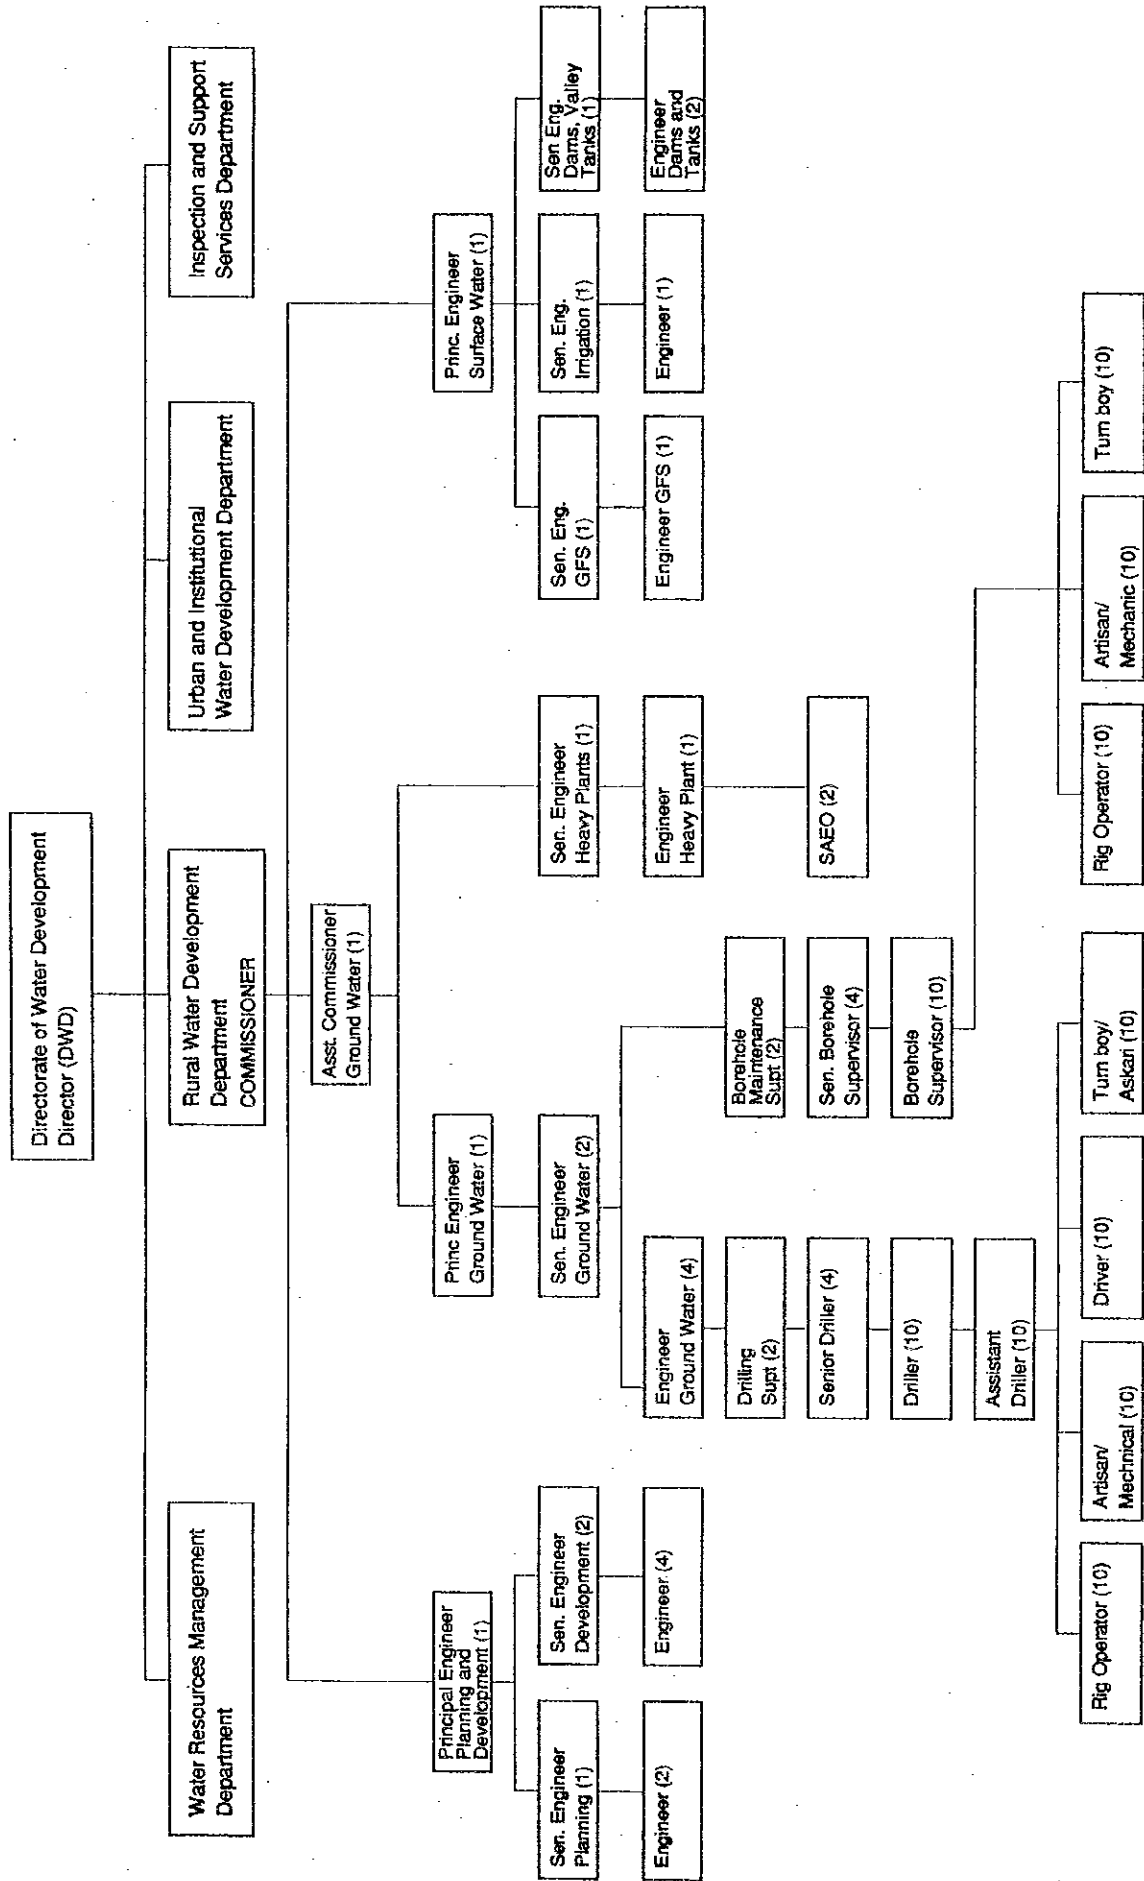 Directorate of Water Development
Director (DWD)
Water Resources Management
Department
Rural Water Development
Department
COMMISSIONER
Urban and Institutional
Water Development Department
Inspection and Support
Services Department
Asst. Commissioner
Ground Water (1)
Principal Engineer
Planning and
Development (1)
Princ Engineer
Ground Water (1)
Princ. Engineer
Surface Water (1)
Sen. Engineer
Planning (1)
Sen. Engineer
Development (2)
Sen. Engineer
Ground Water (2)
Sen. Engineer
Heavy Plants (1)
Sen. Eng.
GFS (1)
Sen. Eng.
Irrigation (1)
Sen Eng.
Dams, Valley
Tanks (1)
Engineer (2)
Engineer (4)
Engineer
Ground Water (4)
Engineer
Heavy Plant (1)
Engineer GFS (1)
Engineer (1)
Engineer
Dams and
Tanks (2)
Drilling
Supt (2)
Borehole
Maintenance
Supt (2)
SAEO (2)
Senior Driller (4)
Sen. Borehole
Supervisor (4)
Driller (10)
Borehole
Supervisor (10)
Assistant
Driller (10)
Rig Operator (10)
Artisan/
Mechnical (10)
Driver (10)
Turn boy/
Askari (10)
Rig Operator (10)
Artisan/
Mechanic (10)
Turn boy (10)